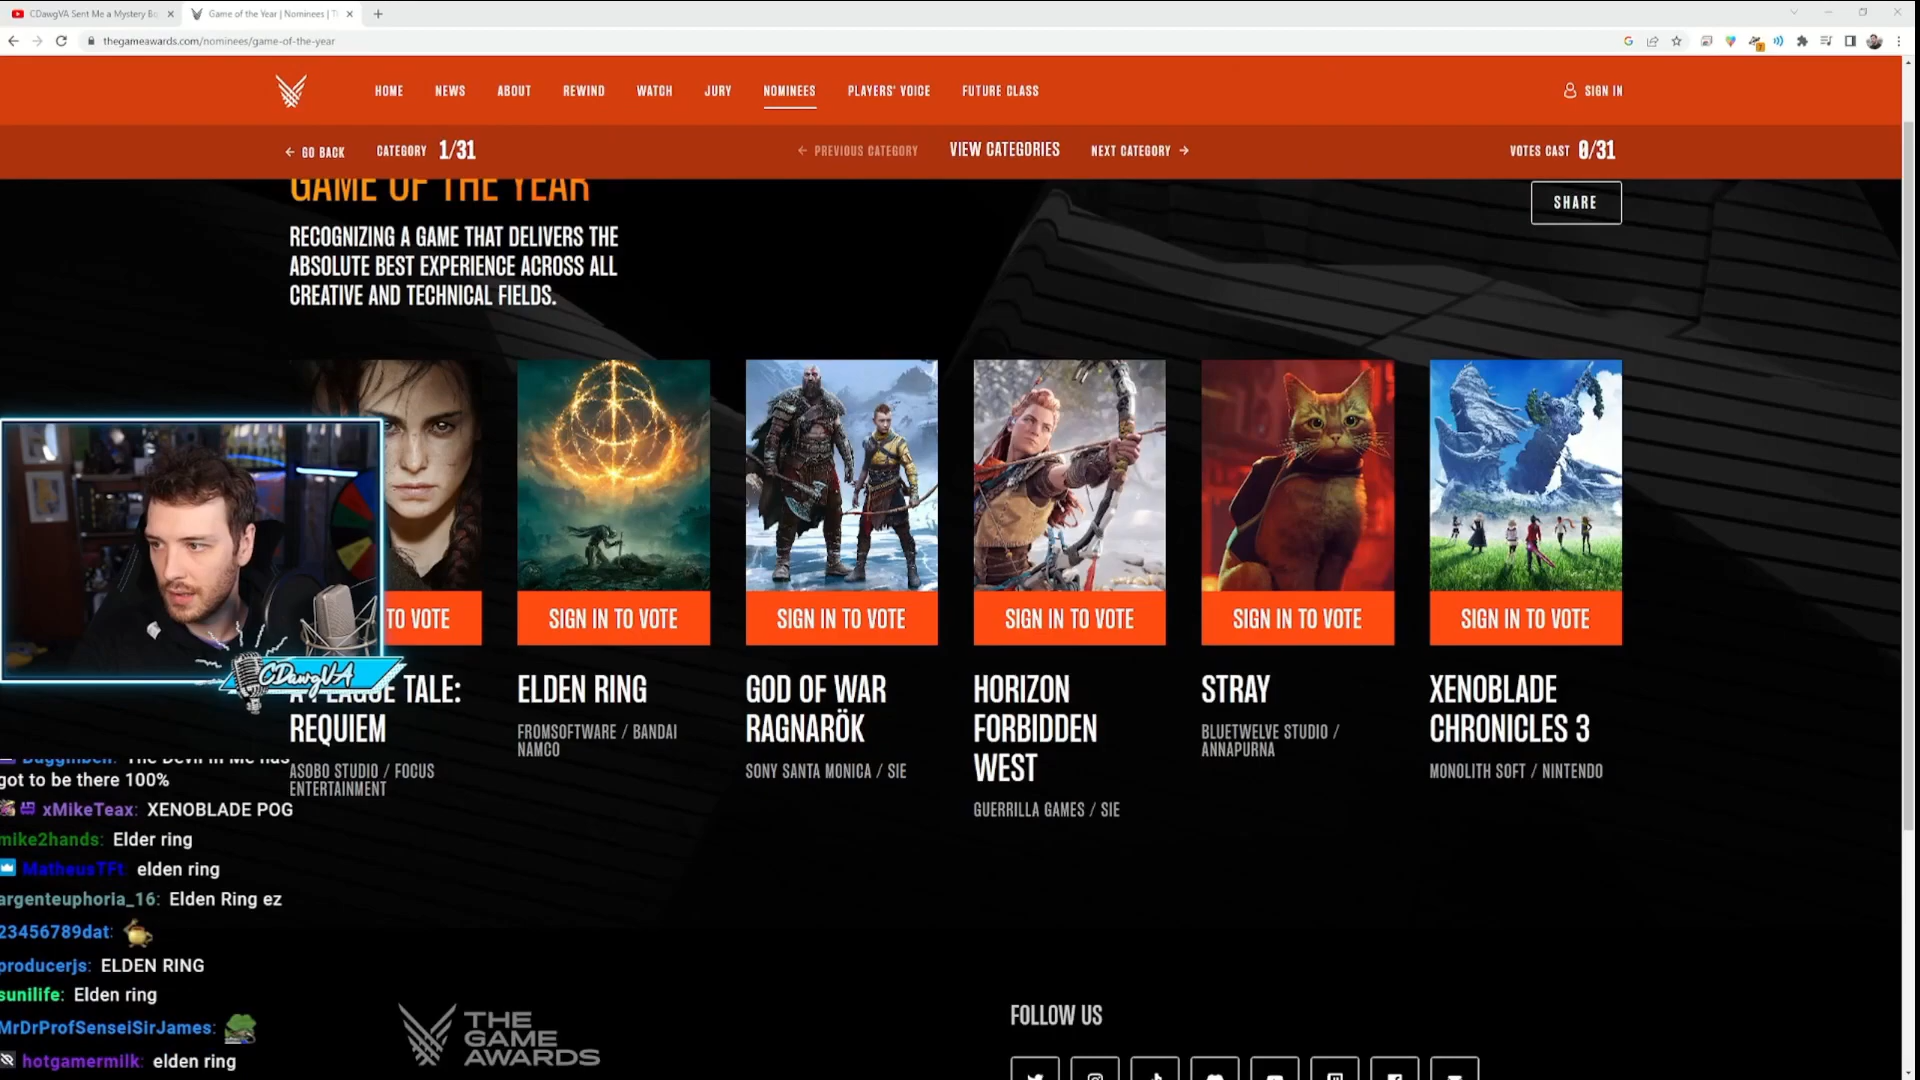 CDawgVA Sent Me a Mystery Bo
Game of the Year | Nominees | T
thegameawards.com/nominees/game-of-the-year
HOME NEWS ABOUT REWIND WATCH JURY NOMINEES PLAYERS' VOICE FUTURE CLASS SIGN IN
GO BACK CATEGORY 1/31 PREVIOUS CATEGORY VIEW CATEGORIES NEXT CATEGORY VOTES CAST 0/31
GAME OF THE YEAR
SHARE
RECOGNIZING A GAME THAT DELIVERS THE
ABSOLUTE BEST EXPERIENCE ACROSS ALL
CREATIVE AND TECHNICAL FIELDS.
TO VOTE
SIGN IN TO VOTE
SIGN IN TO VOTE
SIGN IN TO VOTE
SIGN IN TO VOTE
SIGN IN TO VOTE
CDawgVA
TALE:
REQUIEM
ASOBO STUDIO / FOCUS
ENTERTAINMENT
ELDEN RING
FROMSOFTWARE / BANDAI
NAMCO
GOD OF WAR
RAGNARÖK
SONY SANTA MONICA / SIE
HORIZON
FORBIDDEN
WEST
GUERRILLA GAMES / SIE
STRAY
BLUETWELVE STUDIO /
ANNAPURNA
XENOBLADE
CHRONICLES 3
MONOLITH SOFT / NINTENDO
The Devil in Me has
got to be there 100%
xMikeTeax: XENOBLADE POG
mike2hands: Elder ring
MatheusTFt: elden ring
argenteuphoria_16: Elden Ring ez
23456789dat:
producerjs: ELDEN RING
sunilife: Elden ring
MrDrProfSenseiSirJames:
hotgamermilk: elden ring
THE
GAME
AWARDS
FOLLOW US